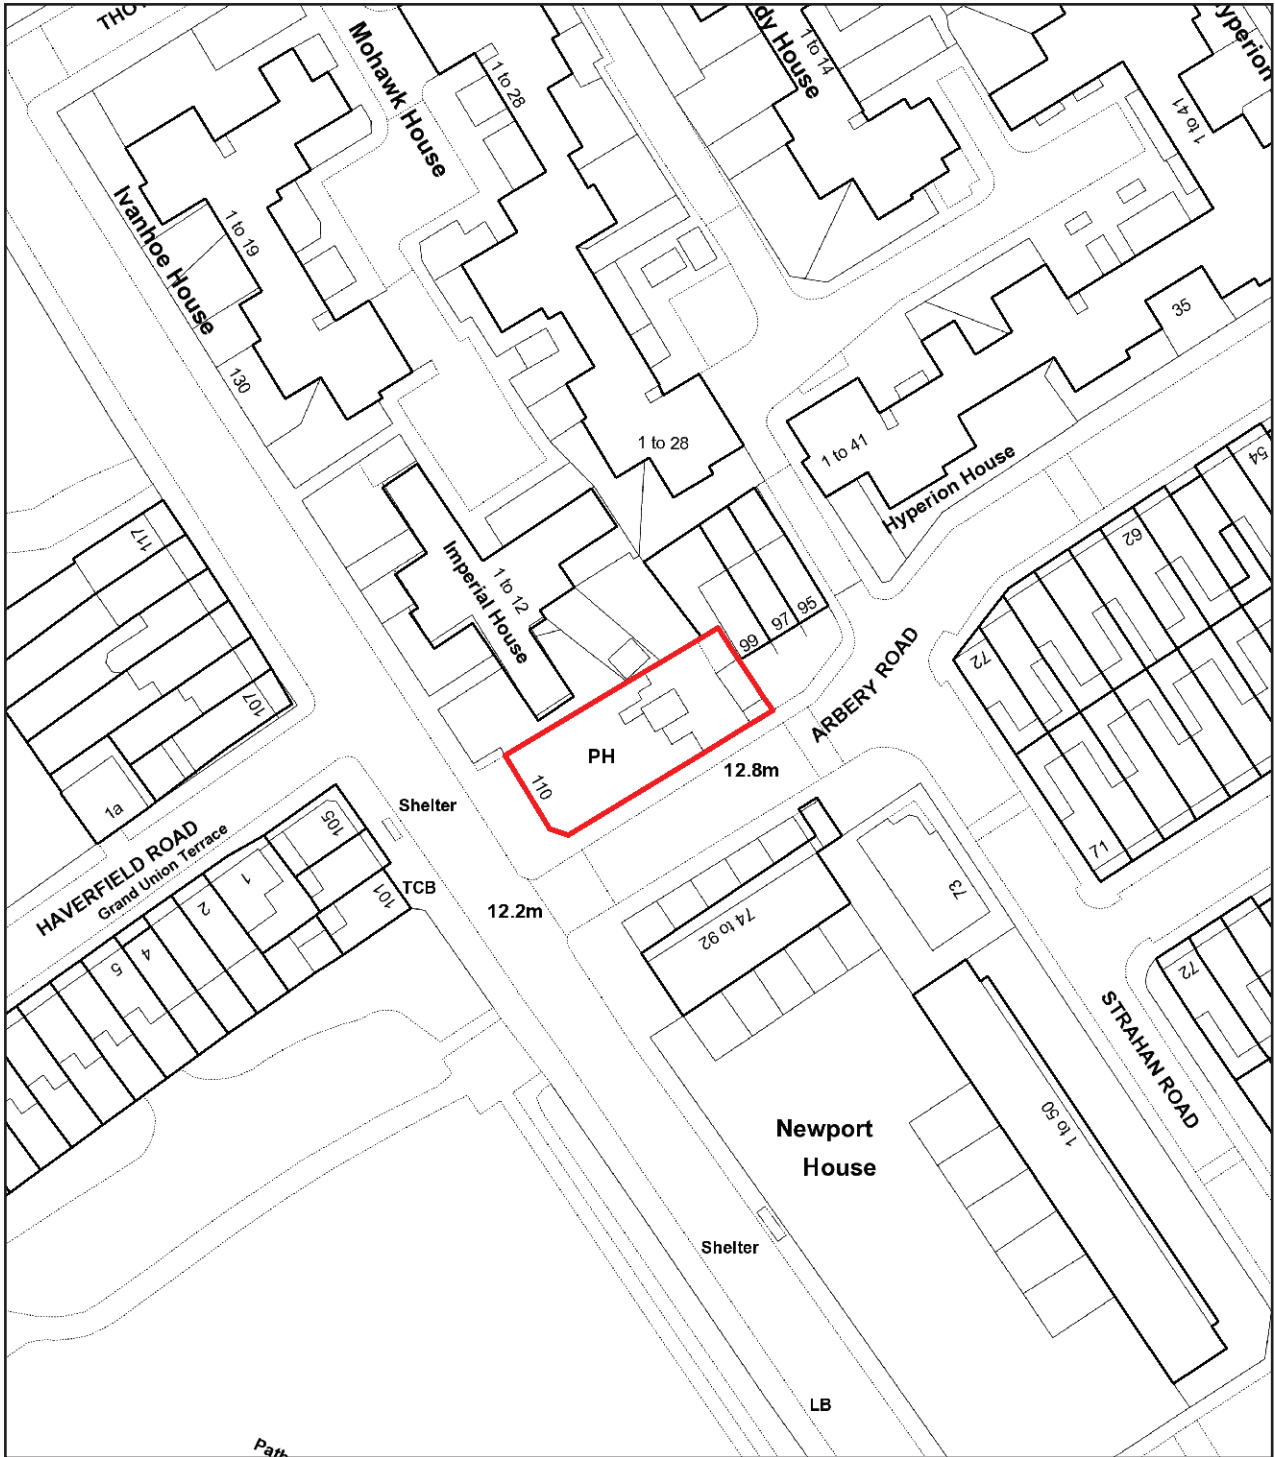 Mohawk House
1 to 28
1 to 14
1 to 41
Ivanhoe House
1 to 19
130
35
1 to 28
1 to 41
Hyperion House
54
62
117
Imperial House
1 to 12
95
97
99
72
ARBERY ROAD
107
PH
110
12.8m
1a
Shelter
105
HAVERFIELD ROAD
Grand Union Terrace
1
TCB
101
12.2m
2
4
5
74 to 92
73
71
72
STRAHAN ROAD
1 to 50
Newport
House
Shelter
LB